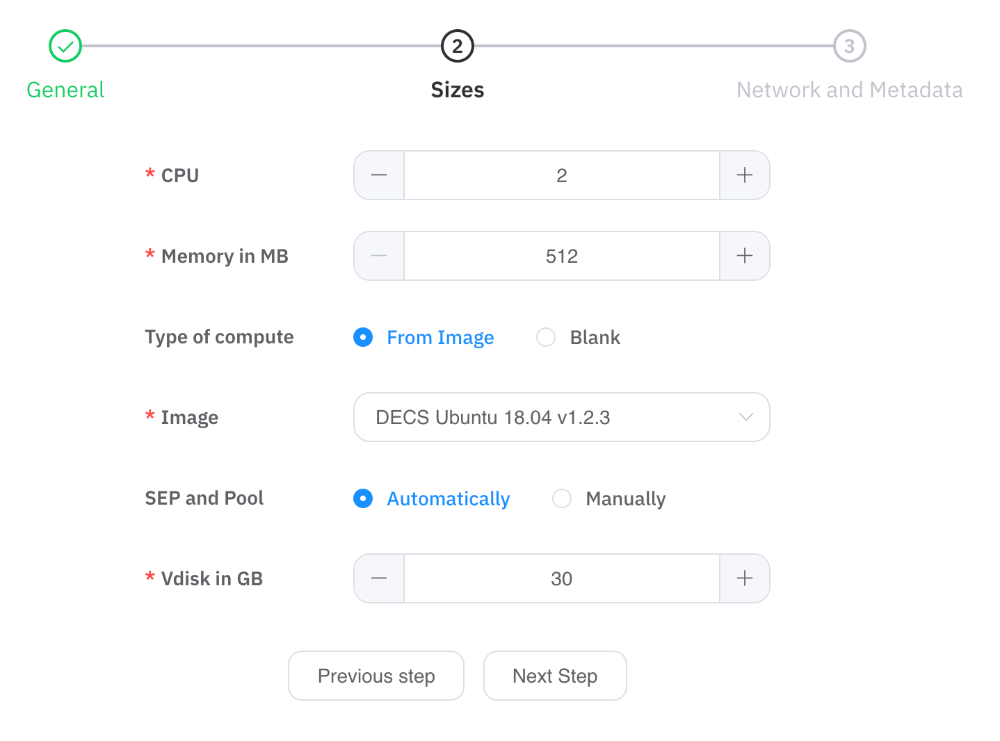 2
3
General
Sizes
Network and Metadata
* CPU
2
* Memory in MB
512
Type of compute
From Image
Blank
* Image
DECS Ubuntu 18.04 v1.2.3
SEP and Pool
Automatically
Manually
* Vdisk in GB
30
Previous step
Next Step